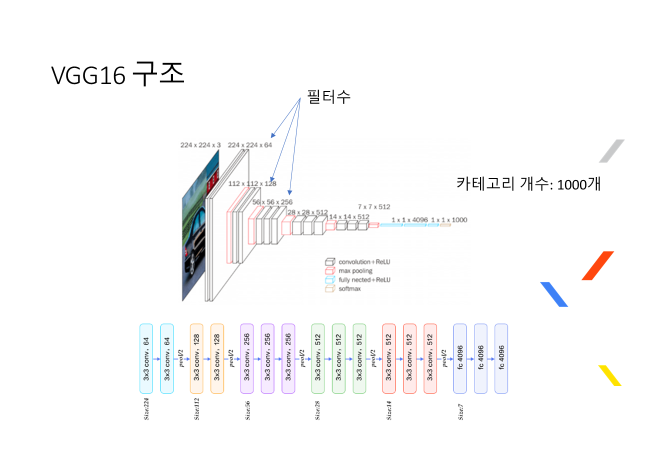 VGG16 구조
필터수
224 x 224 x 3
224 x 224 x 64
112 x 112 x 128
56 x 56 x 256
28 x 28 x 512
14 x 14 x 512
7 x 7 x 512
1 x 1 x 4096
1 x 1 x 1000
카테고리 개수: 1000개
convolution+ReLU
max pooling
fully nected+ReLU
softmax
3x3 conv, 64
3x3 conv, 64
pool/2
3x3 conv, 128
3x3 conv, 128
pool/2
3x3 conv, 256
3x3 conv, 256
3x3 conv, 256
pool/2
3x3 conv, 512
3x3 conv, 512
3x3 conv, 512
pool/2
3x3 conv, 512
3x3 conv, 512
3x3 conv, 512
pool/2
fc 4096
fc 4096
fc 4096
Size:224
Size:112
Size:56
Size:28
Size:14
Size:7